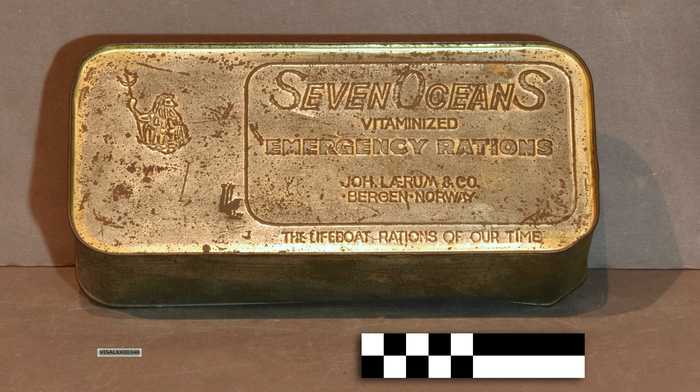 SEVEN OCEANS
VITAMINIZED
EMERGENCY RATIONS
JOH. LÆRUM & CO.
BERGEN-NORWAY
THE LIFEBOAT RATIONS OF OUR TIME